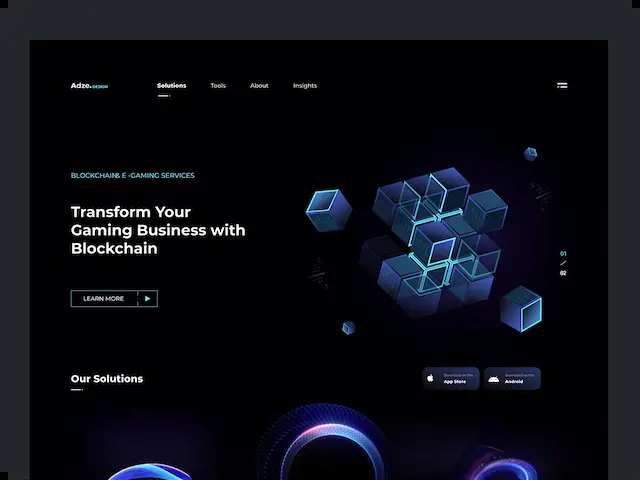 Adze.DESIGN
Solutions
Tools
About
Insights
BLOCKCHAIN& E -GAMING SERVICES
Transform Your
Gaming Business with
Blockchain
LEARN MORE
01
02
Our Solutions
Download on the
App Store
Download on the
Android